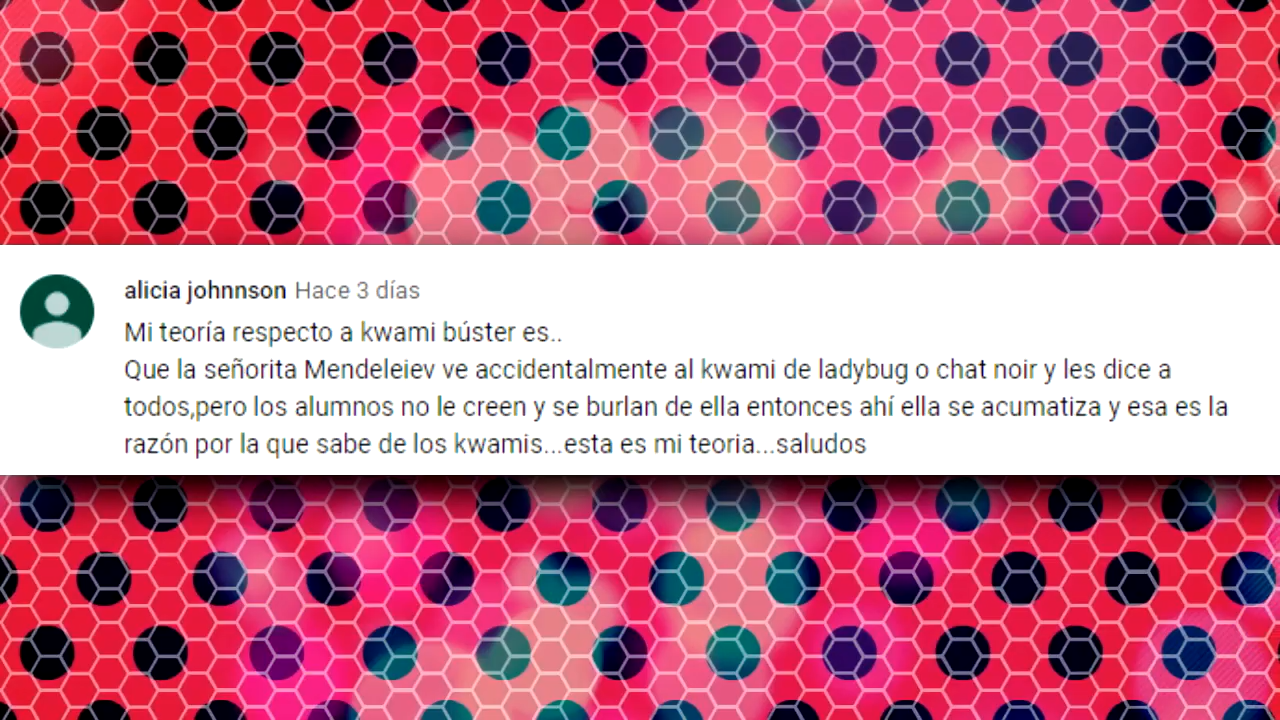 alicia johnnson Hace 3 días
Mi teoría respecto a kwami búster es..
Que la señorita Mendeleiev ve accidentalmente al kwami de ladybug o chat noir y les dice a
todos,pero los alumnos no le creen y se burlan de ella entonces ahí ella se acumatiza y esa es la
razón por la que sabe de los kwamis...esta es mi teoria...saludos